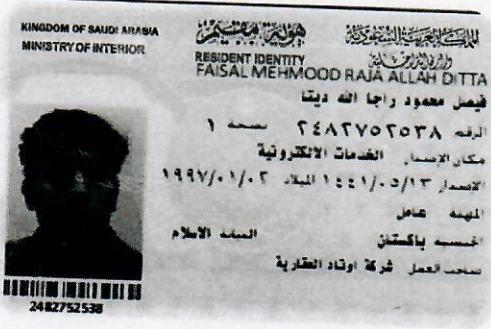 KINGDOM OF SAUDI ARABIA
MINISTRY OF INTERIOR
هوية مقيم
المملكة العربية السعودية
وزارة الداخلية
RESIDENT IDENTITY
FAISAL MEHMOOD RAJA ALLAH DITTA
فيصل محمود راجا الله ديتا
الرقم ٢٤٨٢٧٥٢٥٣٨ نسخة ١
مكان الإصدار الخدمات الالكترونية
الإصدار ١٤٤١/٠٥/١٣ الميلاد ١٩٩٧/٠١/٠٢
المهنة عامل
الجنسية باكستان الديانة الاسلام
صاحب العمل شركة اوتاد العقارية
2482752538